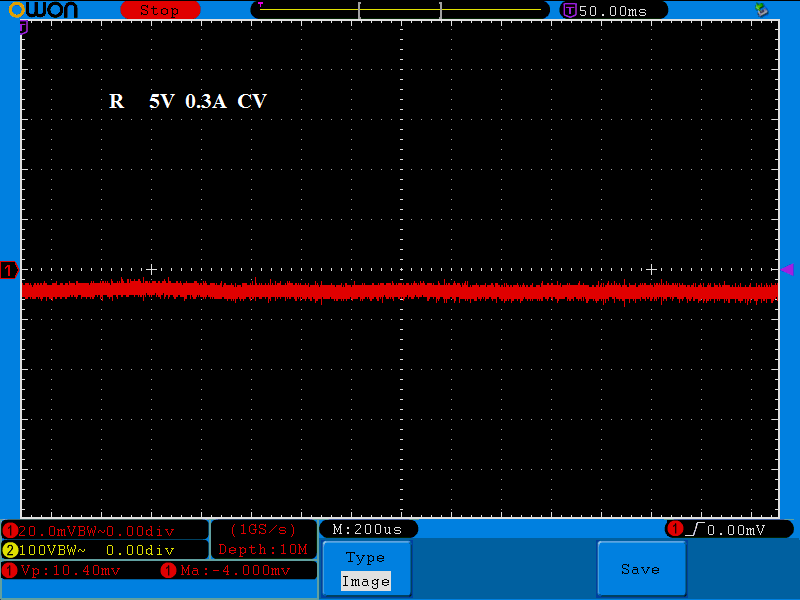 OWON Stop T 50.00ms
R 5V 0.3A CV
1
1 20.0mVBW~0.00div (1GS/s) M:200us 1 0.00mV
2 100VBW~ 0.00div Depth:10M
1 Vp:10.40mv 1 Ma:-4.000mv
Type
Image
Save